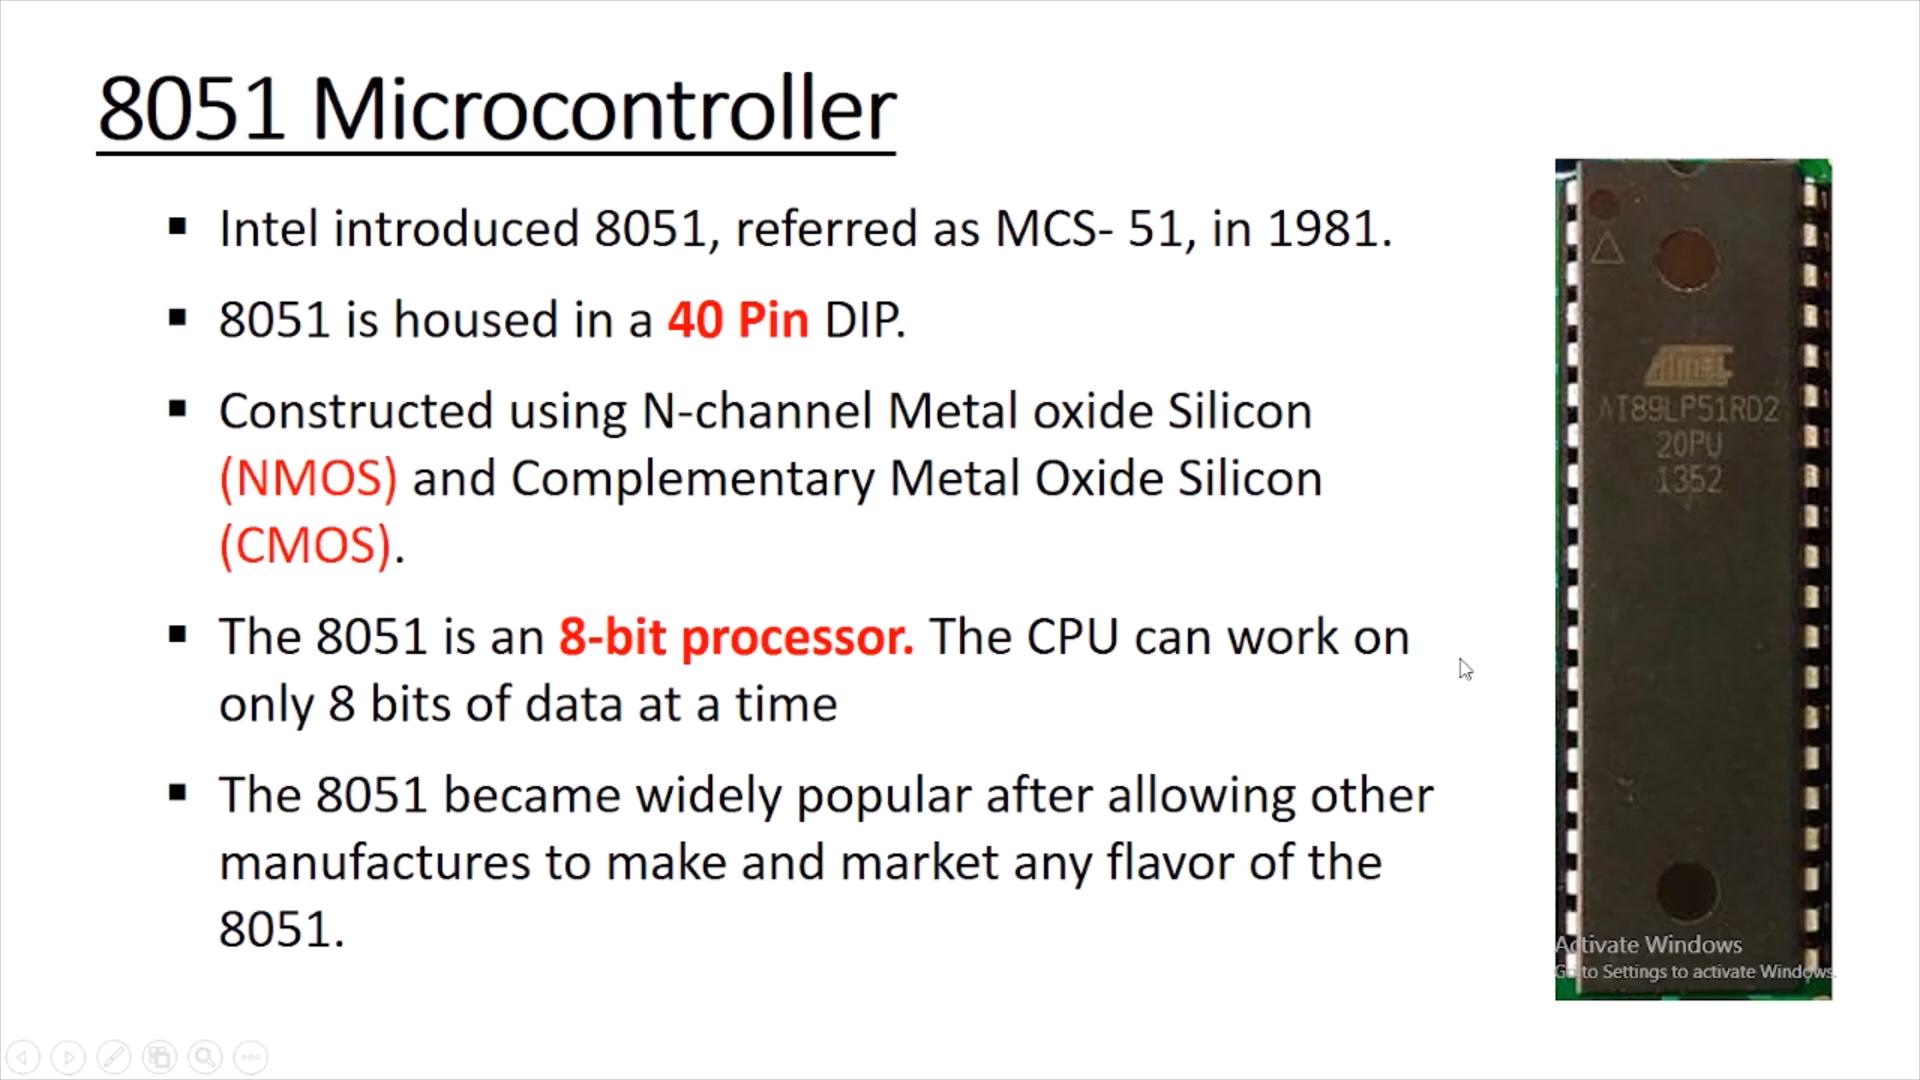 8051 Microcontroller
▪ Intel introduced 8051, referred as MCS- 51, in 1981.
▪ 8051 is housed in a 40 Pin DIP.
▪ Constructed using N-channel Metal oxide Silicon
(NMOS) and Complementary Metal Oxide Silicon
(CMOS).
▪ The 8051 is an 8-bit processor. The CPU can work on
only 8 bits of data at a time
▪ The 8051 became widely popular after allowing other
manufactures to make and market any flavor of the
8051.
ATMEL
AT89LP51RD2
20PU
1352
Activate Windows
Go to Settings to activate Windows.